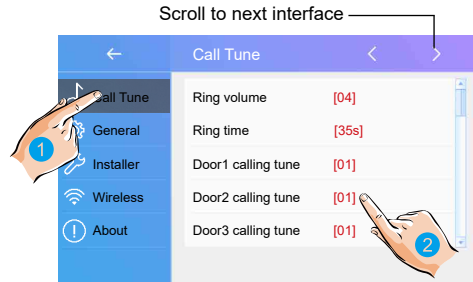 Scroll to next interface
Call Tune
Call Tune
Ring volume [04]
General
Ring time [35s]
Installer
Door1 calling tune [01]
Wireless
Door2 calling tune [01]
About
Door3 calling tune [01]
1
2